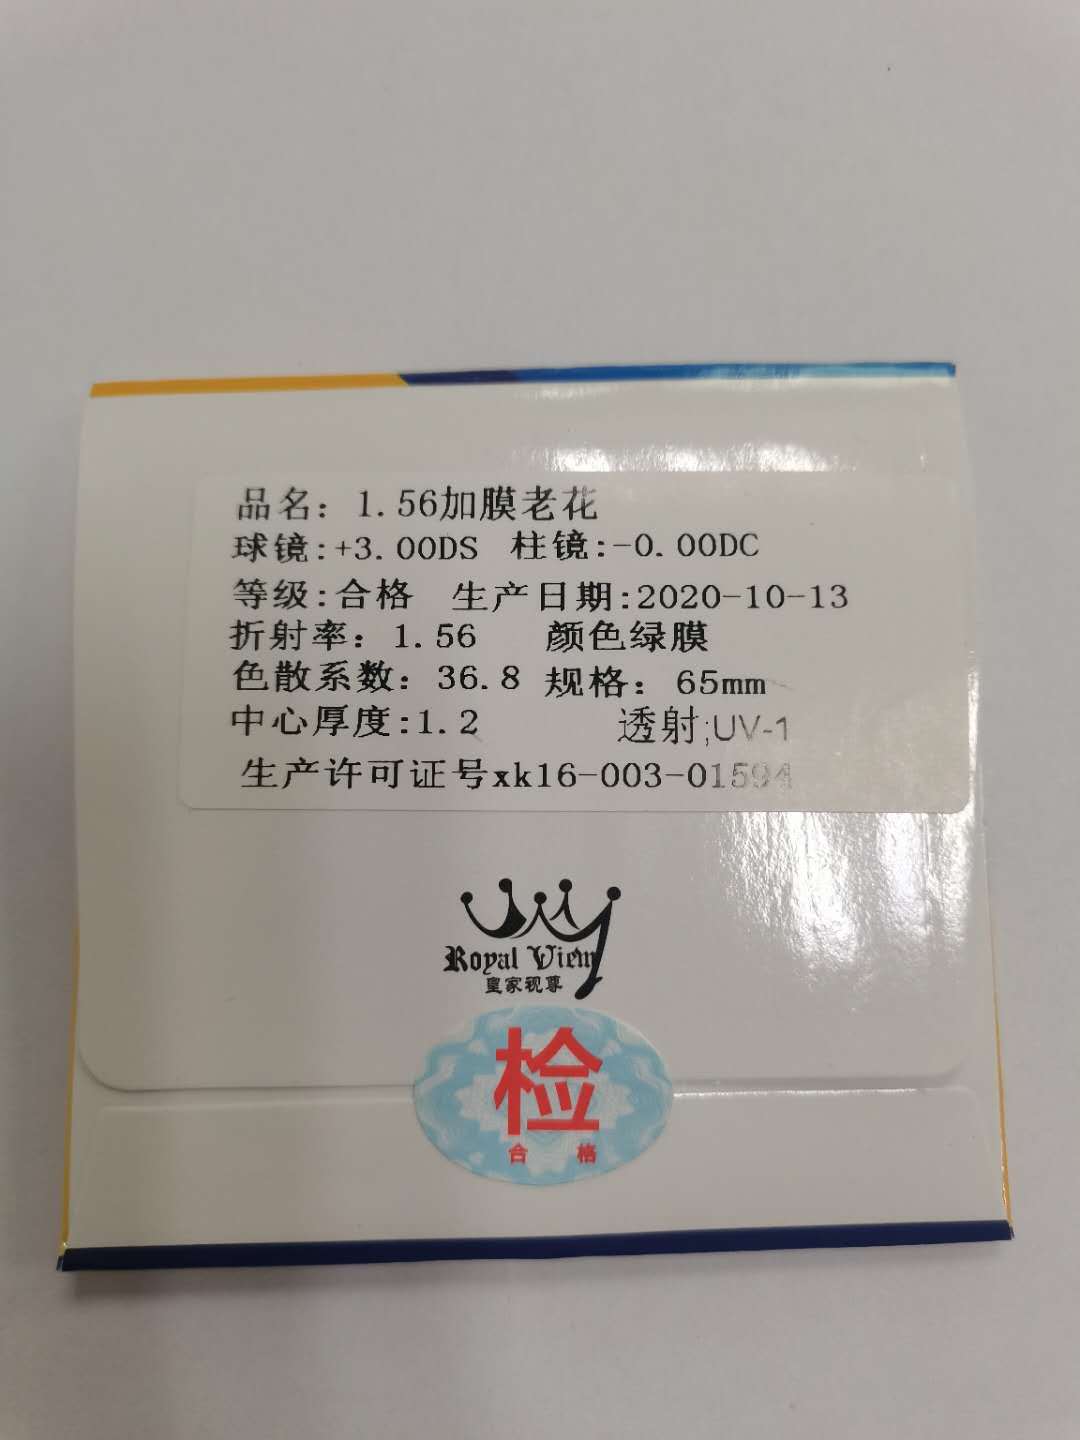 品名：1.56加膜老花
球镜:+3.00DS 柱镜:-0.00DC
等级:合格 生产日期:2020-10-13
折射率：1.56 颜色绿膜
色散系数：36.8 规格：65mm
中心厚度:1.2 透射;UV-1
生产许可证号xk16-003-01594
Royal View
皇家视尊
检
合格